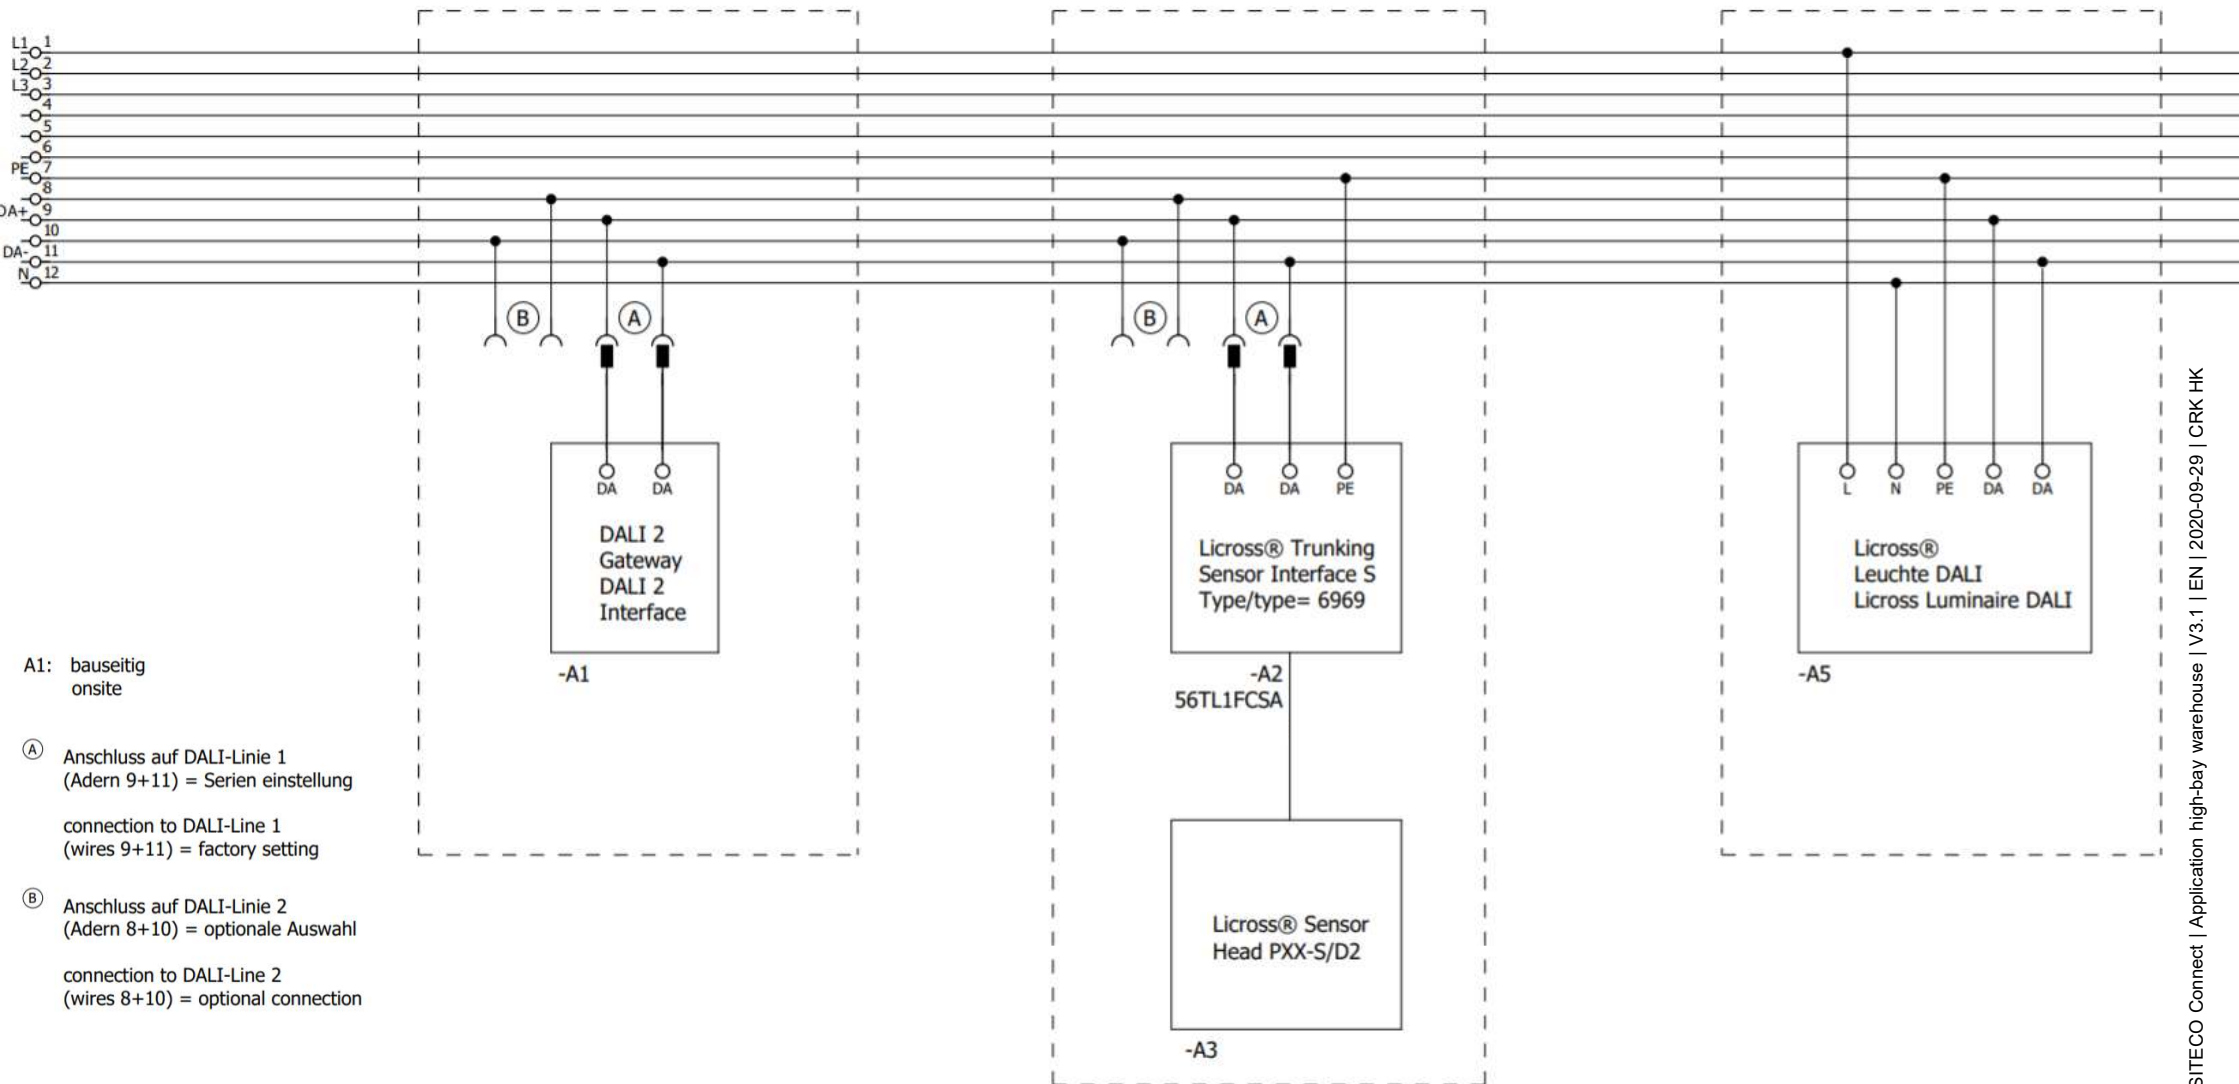 L1 1
L2 2
L3 3
4
5
6
PE 7
8
DA+ 9
10
DA- 11
N 12
B
A
B
A
DA DA
DALI 2
Gateway
DALI 2
Interface
-A1
DA DA PE
Licross® Trunking
Sensor Interface S
Type/type= 6969
-A2
56TL1FCSA
Licross® Sensor
Head PXX-S/D2
-A3
L N PE DA DA
Licross®
Leuchte DALI
Licross Luminaire DALI
-A5
A1: bauseitig
onsite
A Anschluss auf DALI-Linie 1
(Adern 9+11) = Serien einstellung
connection to DALI-Line 1
(wires 9+11) = factory setting
B Anschluss auf DALI-Linie 2
(Adern 8+10) = optionale Auswahl
connection to DALI-Line 2
(wires 8+10) = optional connection
SITECO Connect | Application high-bay warehouse | V3.1 | EN | 2020-09-29 | CRK HK